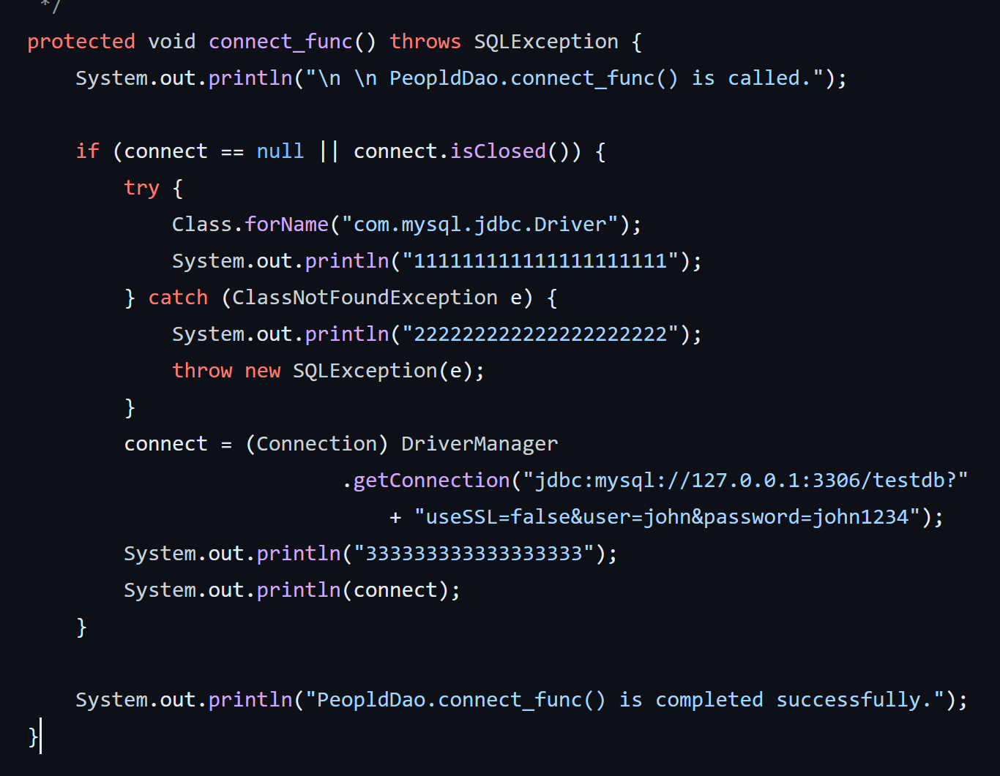 */
protected void connect_func() throws SQLException {
System.out.println("\n \n PeopldDao.connect_func() is called.");
if (connect == null || connect.isClosed()) {
try {
Class.forName("com.mysql.jdbc.Driver");
System.out.println("111111111111111111111");
} catch (ClassNotFoundException e) {
System.out.println("222222222222222222222");
throw new SQLException(e);
}
connect = (Connection) DriverManager
.getConnection("jdbc:mysql://127.0.0.1:3306/testdb?"
+ "useSSL=false&user=john&password=john1234");
System.out.println("333333333333333333");
System.out.println(connect);
}
System.out.println("PeopldDao.connect_func() is completed successfully.");
}